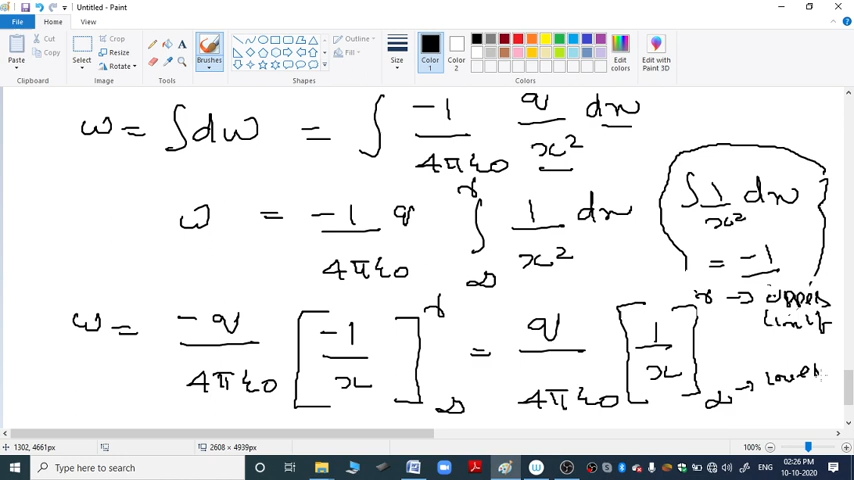 Untitled - Paint
File Home View
Cut
Copy
Paste
Clipboard
Crop
Resize
Rotate
Select
Image
A
Tools
Brushes
Outline
Fill
Shapes
Size
Color 1
Color 2
Edit colors
Edit with Paint 3D
Colors
w = ∫dw = ∫ -1/4πε0 q/x² dx
w = -1/4πε0 q ∫ r ∞ 1/x² dx
∫ 1/x² dx
= -1
w = -q/4πε0 [-1/x] r ∞ = q/4πε0 [1/x] r ∞
r → upper limit
∞ → lower
1302, 4661px
2608 × 4939px
100%
Type here to search
ENG
02:26 PM
10-10-2020